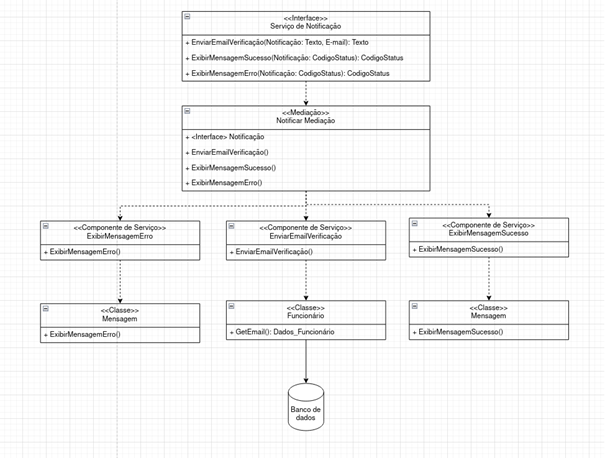 <<Interface>>
Serviço de Notificação
+ EnviarEmailVerificação(Notificação: Texto, E-mail): Texto
+ ExibirMensagemSucesso(Notificação: CodigoStatus): CodigoStatus
+ ExibirMensagemErro(Notificação: CodigoStatus): CodigoStatus
<<Mediação>>
Notificar Mediação
+ <Interface> Notificação
+ EnviarEmailVerificação()
+ ExibirMensagemSucesso()
+ ExibirMensagemErro()
<<Componente de Serviço>>
ExibirMensagemErro
+ ExibirMensagemErro()
<<Componente de Serviço>>
EnviarEmailVerificação
+ EnviarEmailVerificação()
<<Componente de Serviço>>
ExibirMensagemSucesso
+ ExibirMensagemSucesso()
<<Classe>>
Mensagem
+ ExibirMensagemErro()
<<Classe>>
Funcionário
+ GetEmail(): Dados_Funcionário
<<Classe>>
Mensagem
+ ExibirMensagemSucesso()
Banco de
dados